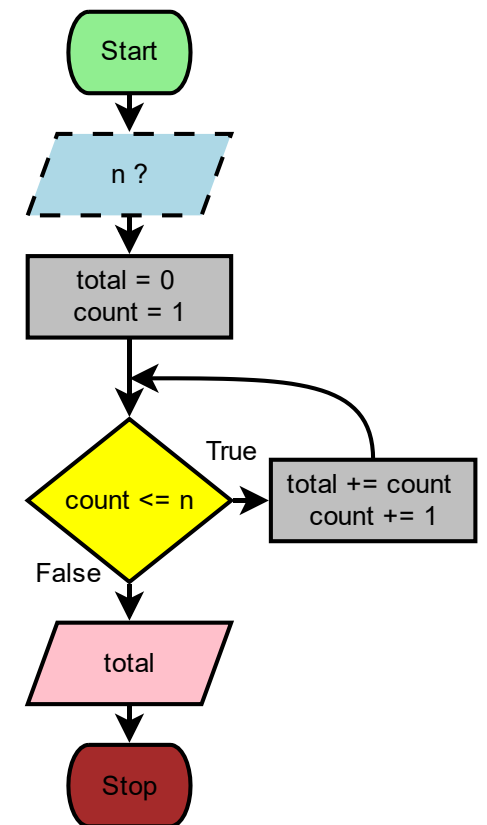 Start
n ?
total = 0
count = 1
count <= n
True
total += count
count += 1
False
total
Stop